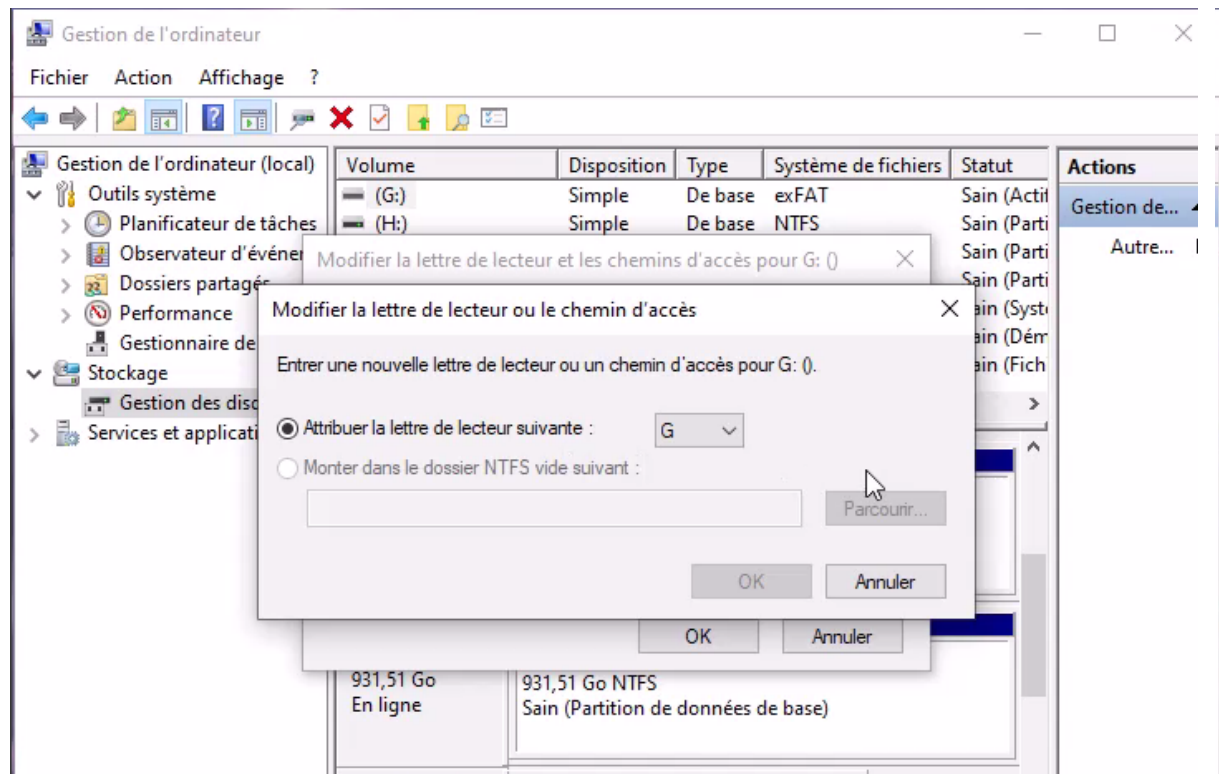 Gestion de l'ordinateur
Fichier Action Affichage ?
Gestion de l'ordinateur (local)
Outils système
Planificateur de tâches
Observateur d'événer
Dossiers partagés
Performance
Gestionnaire de
Stockage
Gestion des disc
Services et applicati
Volume Disposition Type Système de fichiers Statut
(G:) Simple De base exFAT Sain (Actif
(H:) Simple De base NTFS Sain (Parti
Sain (Parti
Sain (Parti
ain (Systè
ain (Dém
ain (Fich
Actions
Gestion de...
Autre...
Modifier la lettre de lecteur et les chemins d'accès pour G: ()
Modifier la lettre de lecteur ou le chemin d'accès
Entrer une nouvelle lettre de lecteur ou un chemin d'accès pour G: ().
Attribuer la lettre de lecteur suivante : G
Monter dans le dossier NTFS vide suivant :
Parcourir...
OK Annuler
OK Annuler
931,51 Go
En ligne
931,51 Go NTFS
Sain (Partition de données de base)